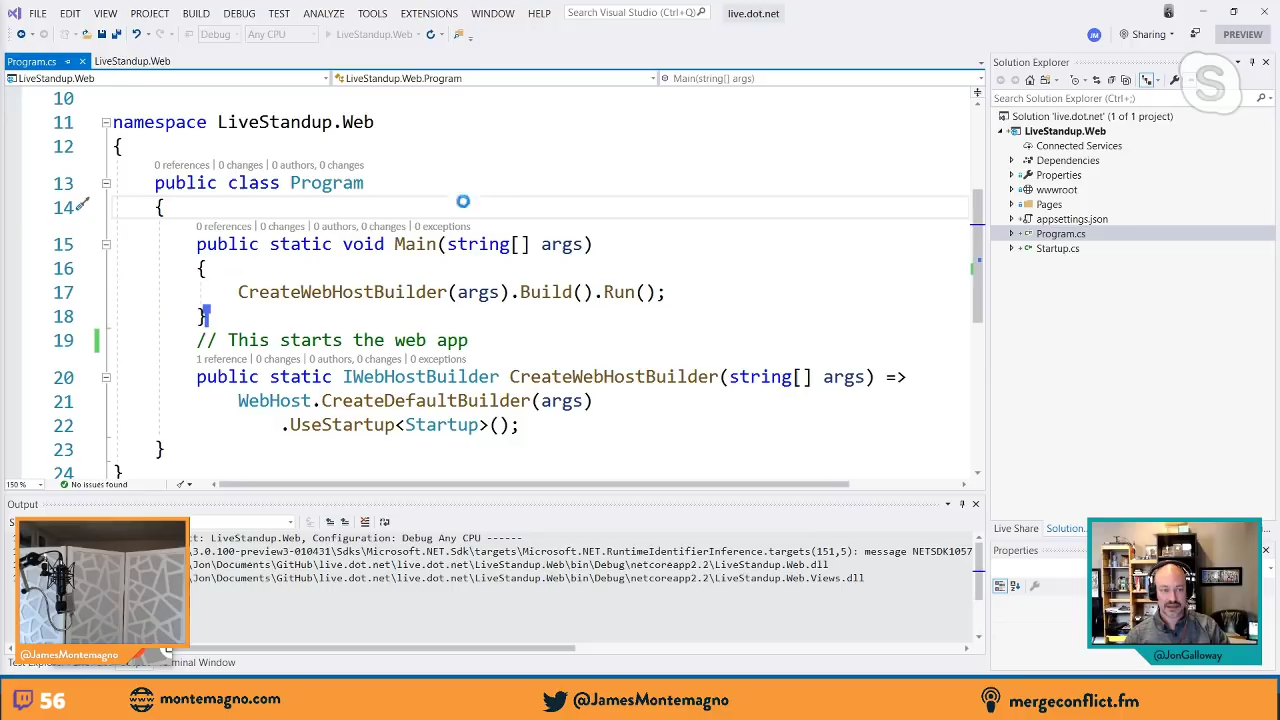 FILE EDIT VIEW PROJECT BUILD DEBUG TEST ANALYZE TOOLS EXTENSIONS WINDOW HELP Search Visual Studio (Ctrl+Q) live.dot.net
Debug Any CPU LiveStandup.Web JM Sharing PREVIEW
Program.cs LiveStandup.Web
LiveStandup.Web LiveStandup.Web.Program Main(string[] args)
10
11 namespace LiveStandup.Web
12 {
0 references | 0 changes | 0 authors, 0 changes
13 public class Program
14 {
0 references | 0 changes | 0 authors, 0 changes | 0 exceptions
15 public static void Main(string[] args)
16 {
17 CreateWebHostBuilder(args).Build().Run();
18 }
19 // This starts the web app
1 reference | 0 changes | 0 authors, 0 changes | 0 exceptions
20 public static IWebHostBuilder CreateWebHostBuilder(string[] args) =>
21 WebHost.CreateDefaultBuilder(args)
22 .UseStartup<Startup>();
23 }
24 }
150 % No issues found
Solution Explorer
Search Solution Explorer (Ctrl+;)
Solution 'live.dot.net' (1 of 1 project)
LiveStandup.Web
Connected Services
Dependencies
Properties
wwwroot
Pages
appsettings.json
Program.cs
Startup.cs
Live Share Solution...
Properties
Output
ct: LiveStandup.Web, Configuration: Debug Any CPU -----
3.0.100-preview3-010431\Sdks\Microsoft.NET.Sdk\targets\Microsoft.NET.RuntimeIdentifierInference.targets(151,5): message NETSDK1057
Jon\Documents\GitHub\live.dot.net\live.dot.net\LiveStandup.Web\bin\Debug\netcoreapp2.2\LiveStandup.Web.dll
Jon\Documents\GitHub\live.dot.net\live.dot.net\LiveStandup.Web\bin\Debug\netcoreapp2.2\LiveStandup.Web.Views.dll
@JamesMontemagno
@JonGalloway
56 montemagno.com @JamesMontemagno mergeconflict.fm